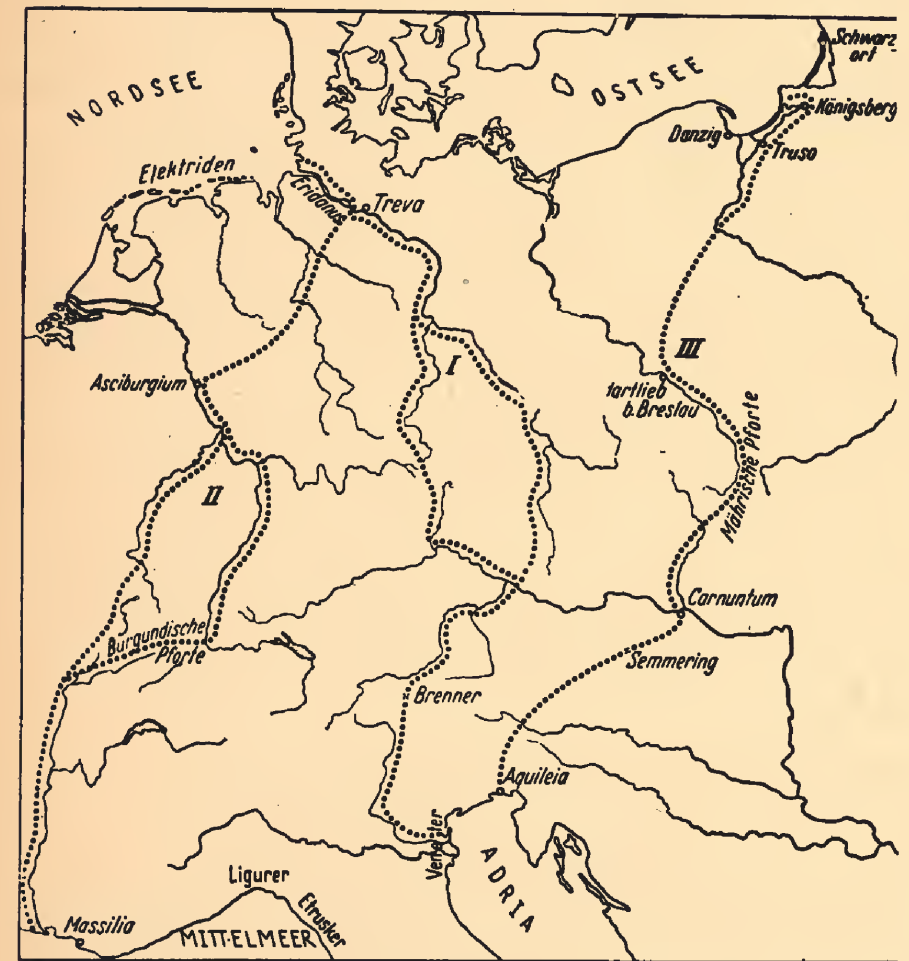 NORDSEE
OSTSEE
Schwarz-
ort
Königsberg
Danzig
Truso
Elektriden
Eridanus
Treva
III
I
Asciburgium
tartlieb
b. Breslau
II
Mährische Pforte
Carnuntum
Burgundische
Pforte
Semmering
Brenner
Aquileia
Veneter
ADRIA
Ligurer
Etrusker
Massilia
MITTELMEER